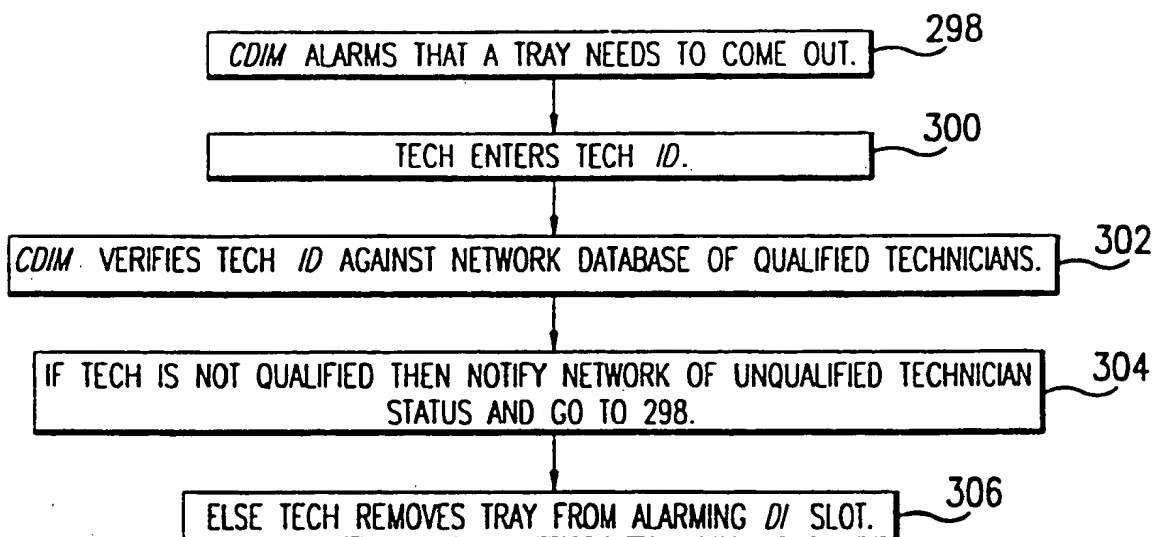 CDIM ALARMS THAT A TRAY NEEDS TO COME OUT.
298
TECH ENTERS TECH ID.
300
CDIM VERIFIES TECH ID AGAINST NETWORK DATABASE OF QUALIFIED TECHNICIANS.
302
IF TECH IS NOT QUALIFIED THEN NOTIFY NETWORK OF UNQUALIFIED TECHNICIAN
STATUS AND GO TO 298.
304
ELSE TECH REMOVES TRAY FROM ALARMING DI SLOT.
306